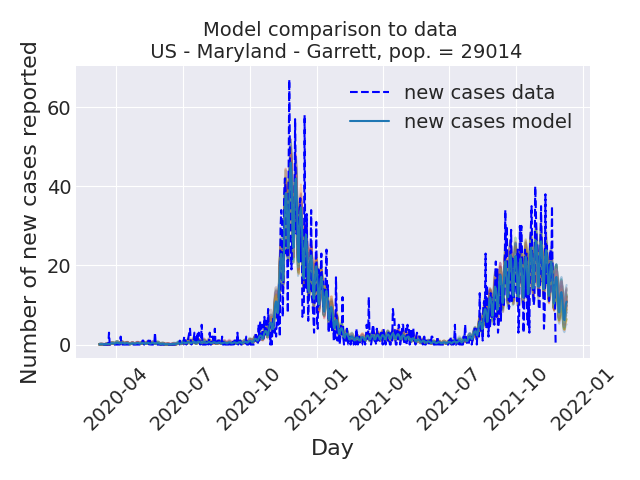 Model comparison to data
US - Maryland - Garrett, pop. = 29014
Number of new cases reported
60
40
20
0
new cases data
new cases model
2020-04
2020-07
2020-10
2021-01
2021-04
2021-07
2021-10
2022-01
Day